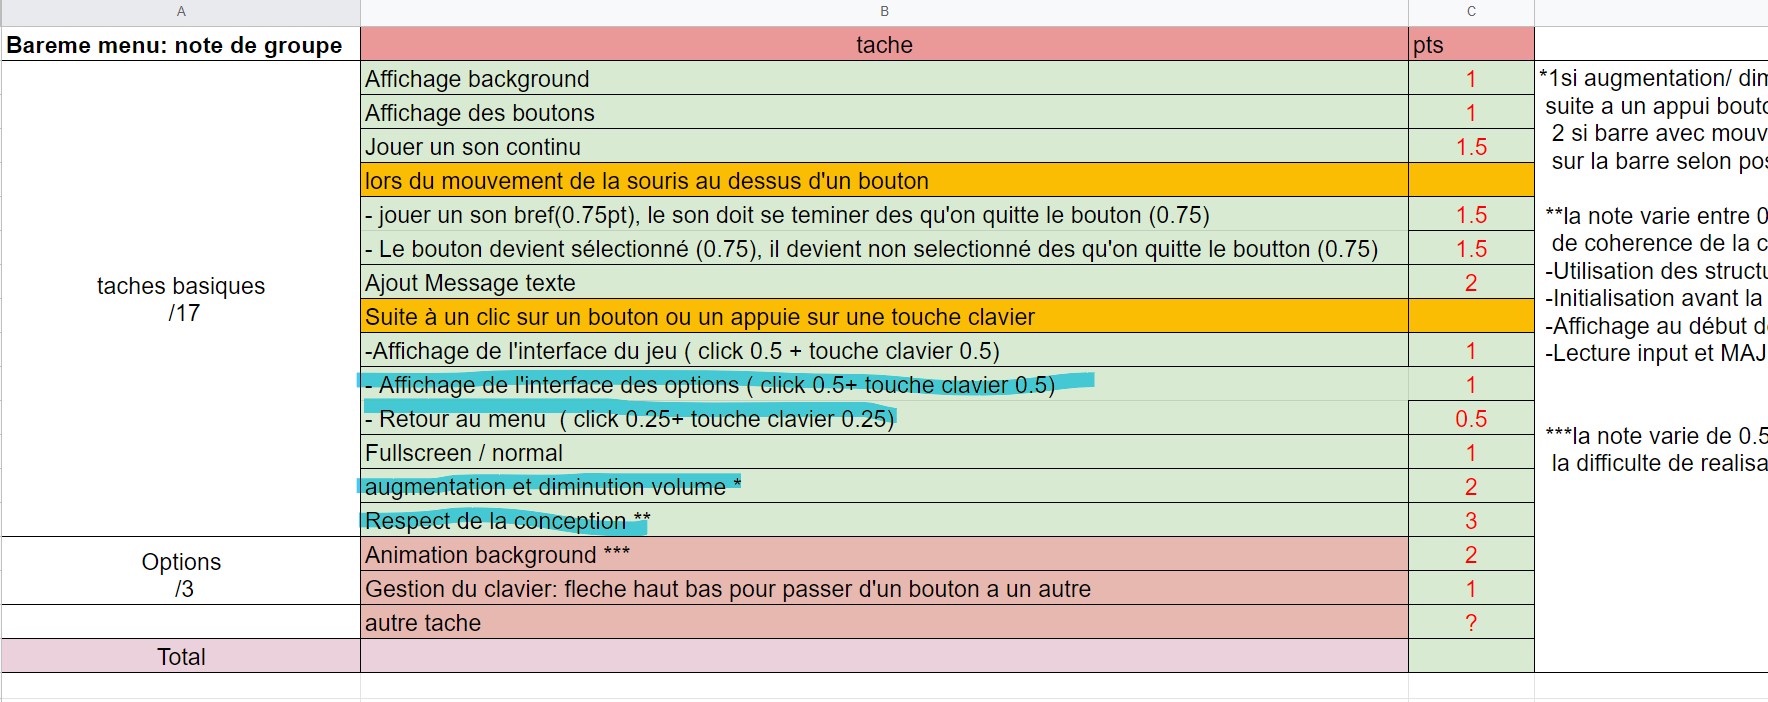 A B C
Bareme menu: note de groupe tache pts
Affichage background 1
Affichage des boutons 1
Jouer un son continu 1.5
lors du mouvement de la souris au dessus d'un bouton
- jouer un son bref(0.75pt), le son doit se teminer des qu'on quitte le bouton (0.75) 1.5
- Le bouton devient sélectionné (0.75), il devient non selectionné des qu'on quitte le boutton (0.75) 1.5
taches basiques
/17
Ajout Message texte 2
Suite à un clic sur un bouton ou un appuie sur une touche clavier
-Affichage de l'interface du jeu ( click 0.5 + touche clavier 0.5) 1
- Affichage de l'interface des options ( click 0.5+ touche clavier 0.5) 1
- Retour au menu ( click 0.25+ touche clavier 0.25) 0.5
Fullscreen / normal 1
augmentation et diminution volume * 2
Respect de la conception ** 3
Options
/3
Animation background *** 2
Gestion du clavier: fleche haut bas pour passer d'un bouton a un autre 1
autre tache ?
Total
*1si augmentation/
suite a un appui
2 si barre avec
sur la barre selon
**la note varie entre
de coherence de la
-Utilisation des
-Initialisation avant la
-Affichage au début
-Lecture input et MAJ
***la note varie de 0.5
la difficulte de